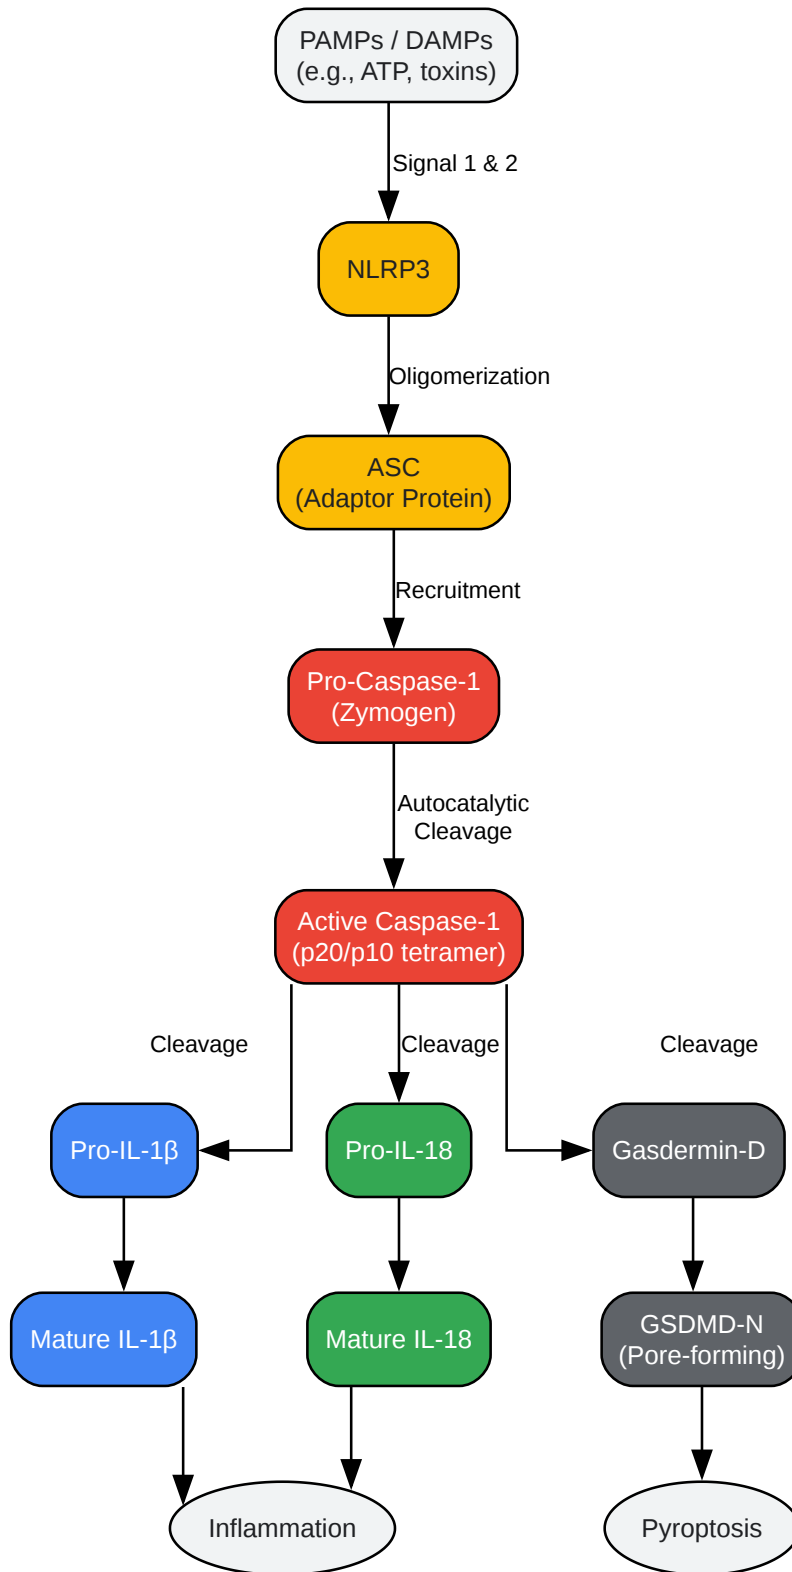 PAMPs / DAMPs
(e.g., ATP, toxins)
Signal 1 & 2
NLRP3
Oligomerization
ASC
(Adaptor Protein)
Recruitment
Pro-Caspase-1
(Zymogen)
Autocatalytic
Cleavage
Active Caspase-1
(p20/p10 tetramer)
Cleavage
Cleavage
Cleavage
Pro-IL-1β
Pro-IL-18
Gasdermin-D
Mature IL-1β
Mature IL-18
GSDMD-N
(Pore-forming)
Inflammation
Pyroptosis